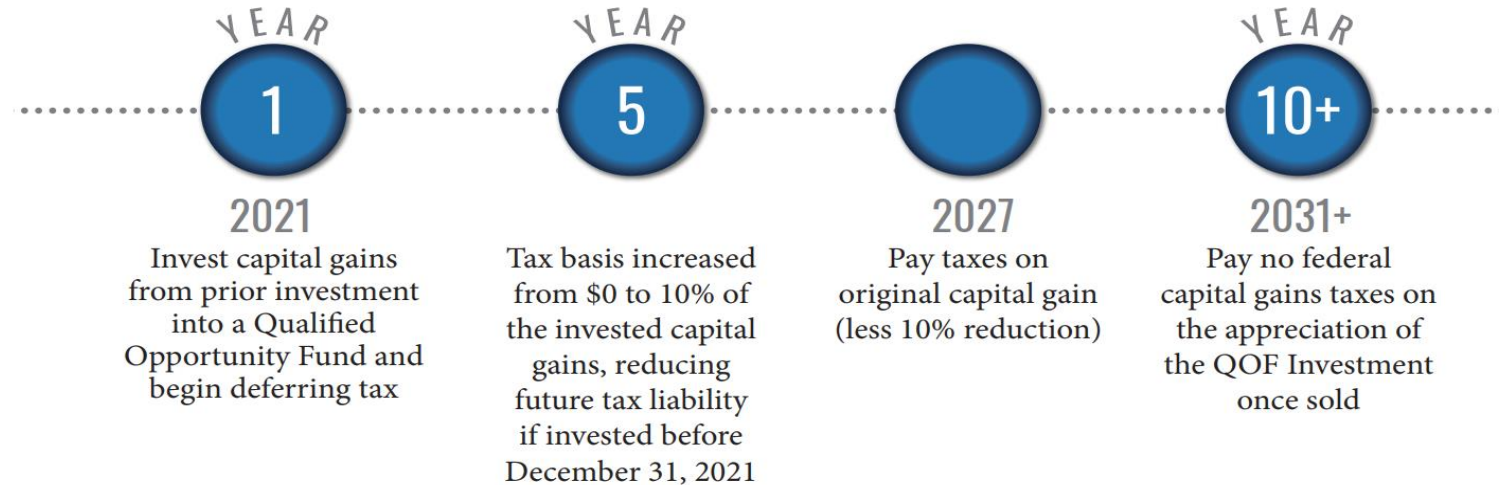 YEAR
1
2021
Invest capital gains
from prior investment
into a Qualified
Opportunity Fund and
begin deferring tax
YEAR
5
Tax basis increased
from $0 to 10% of
the invested capital
gains, reducing
future tax liability
if invested before
December 31, 2021
2027
Pay taxes on
original capital gain
(less 10% reduction)
YEAR
10+
2031+
Pay no federal
capital gains taxes on
the appreciation of
the QOF Investment
once sold